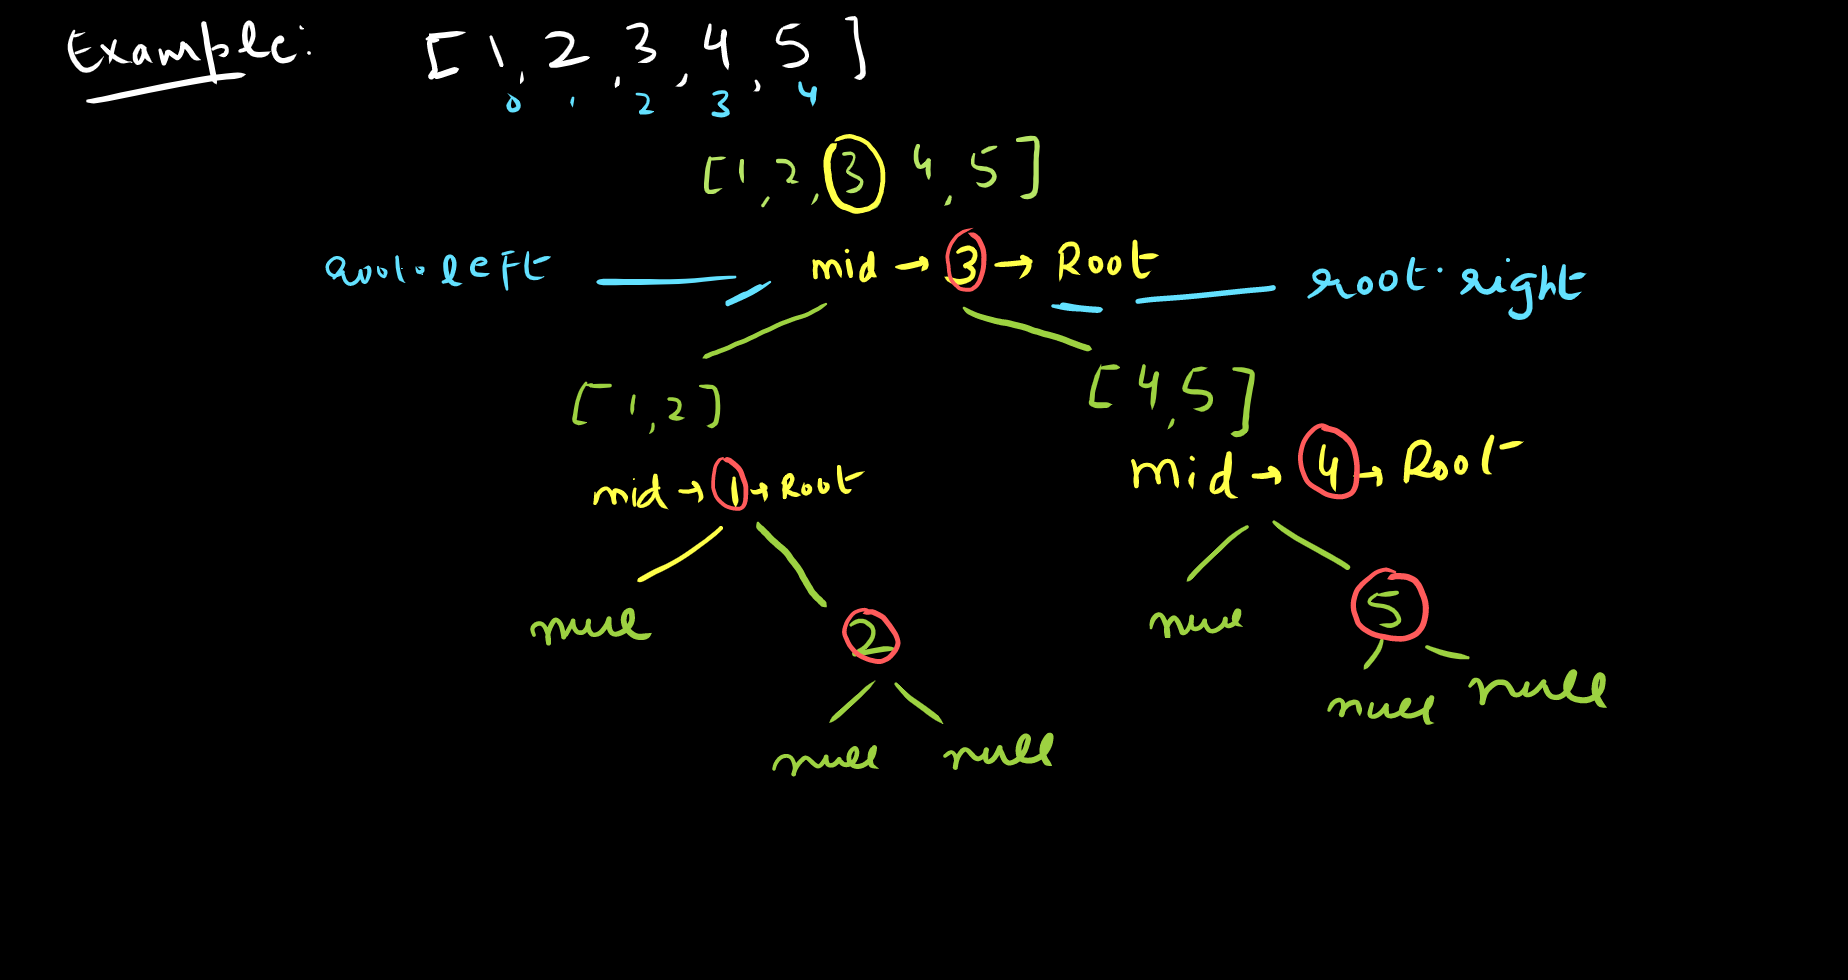 Example: [ 1, 2, 3, 4, 5 ]
0 1 2 3 4
[ 1, 2, 3 4, 5 ]
root.left mid → 3 → Root root.right
[ 1, 2 ] [ 4, 5 ]
mid → 1 → Root mid → 4 → Root
null 2 null 5
null null null null